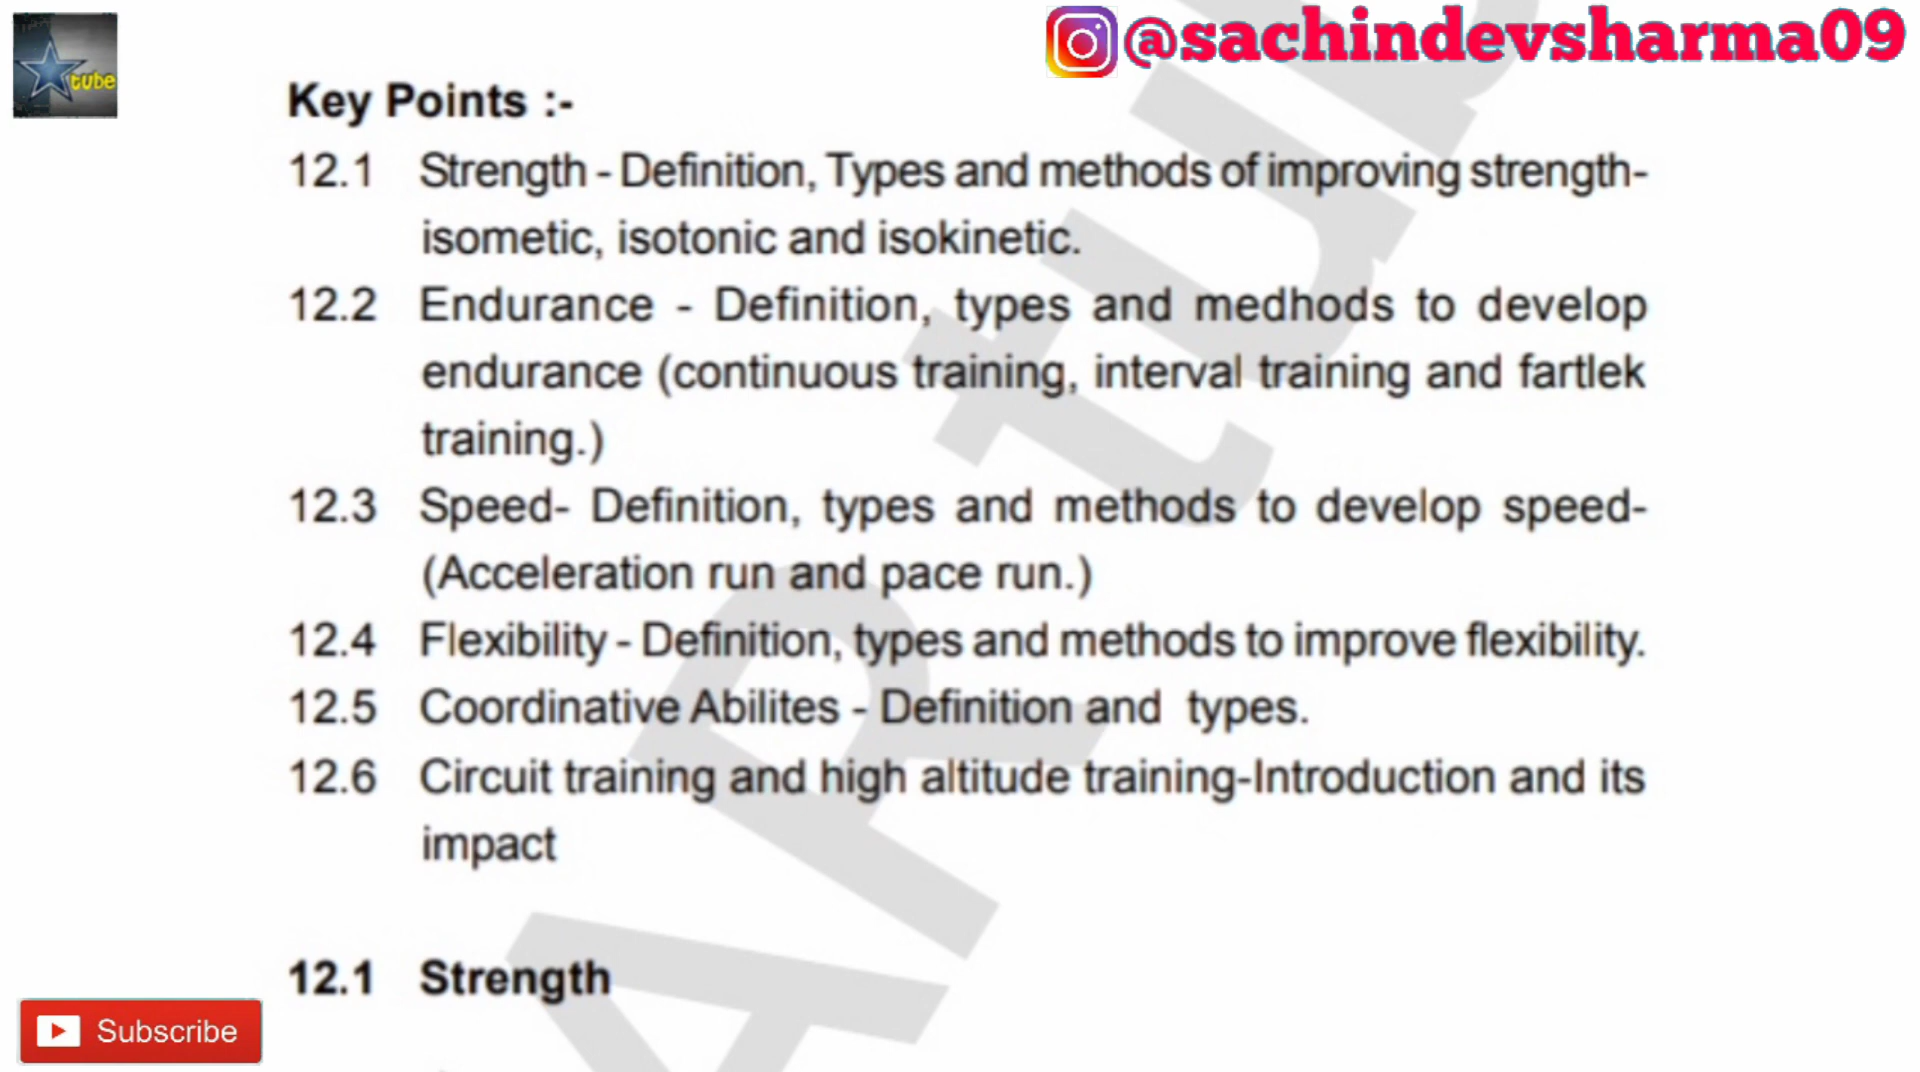 tube
@sachindevsharma09
Key Points :-
12.1 Strength - Definition, Types and methods of improving strength-
isometic, isotonic and isokinetic.
12.2 Endurance - Definition, types and medhods to develop
endurance (continuous training, interval training and fartlek
training.)
12.3 Speed- Definition, types and methods to develop speed-
(Acceleration run and pace run.)
12.4 Flexibility - Definition, types and methods to improve flexibility.
12.5 Coordinative Abilites - Definition and types.
12.6 Circuit training and high altitude training-Introduction and its
impact
12.1 Strength
Subscribe